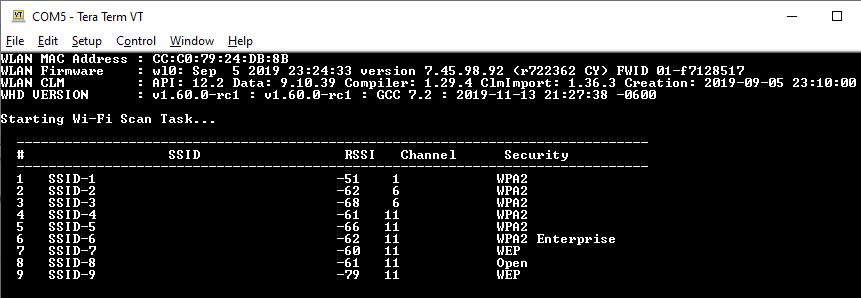 COM5 - Tera Term VT
File Edit Setup Control Window Help
WLAN MAC Address : CC:C0:79:24:DB:8B
WLAN Firmware : wl0: Sep 5 2019 23:24:33 version 7.45.98.92 (r722362 CY) FWID 01-f7128517
WLAN CLM : API: 12.2 Data: 9.10.39 Compiler: 1.29.4 ClmImport: 1.36.3 Creation: 2019-09-05 23:10:00
WHD VERSION : v1.60.0-rc1 : v1.60.0-rc1 : GCC 7.2 : 2019-11-13 21:27:38 -0600
Starting Wi-Fi Scan Task...
# SSID RSSI Channel Security
1 SSID-1 -51 1 WPA2
2 SSID-2 -62 6 WPA2
3 SSID-3 -68 6 WPA2
4 SSID-4 -61 11 WPA2
5 SSID-5 -66 11 WPA2
6 SSID-6 -62 11 WPA2 Enterprise
7 SSID-7 -60 11 WEP
8 SSID-8 -61 11 Open
9 SSID-9 -79 11 WEP